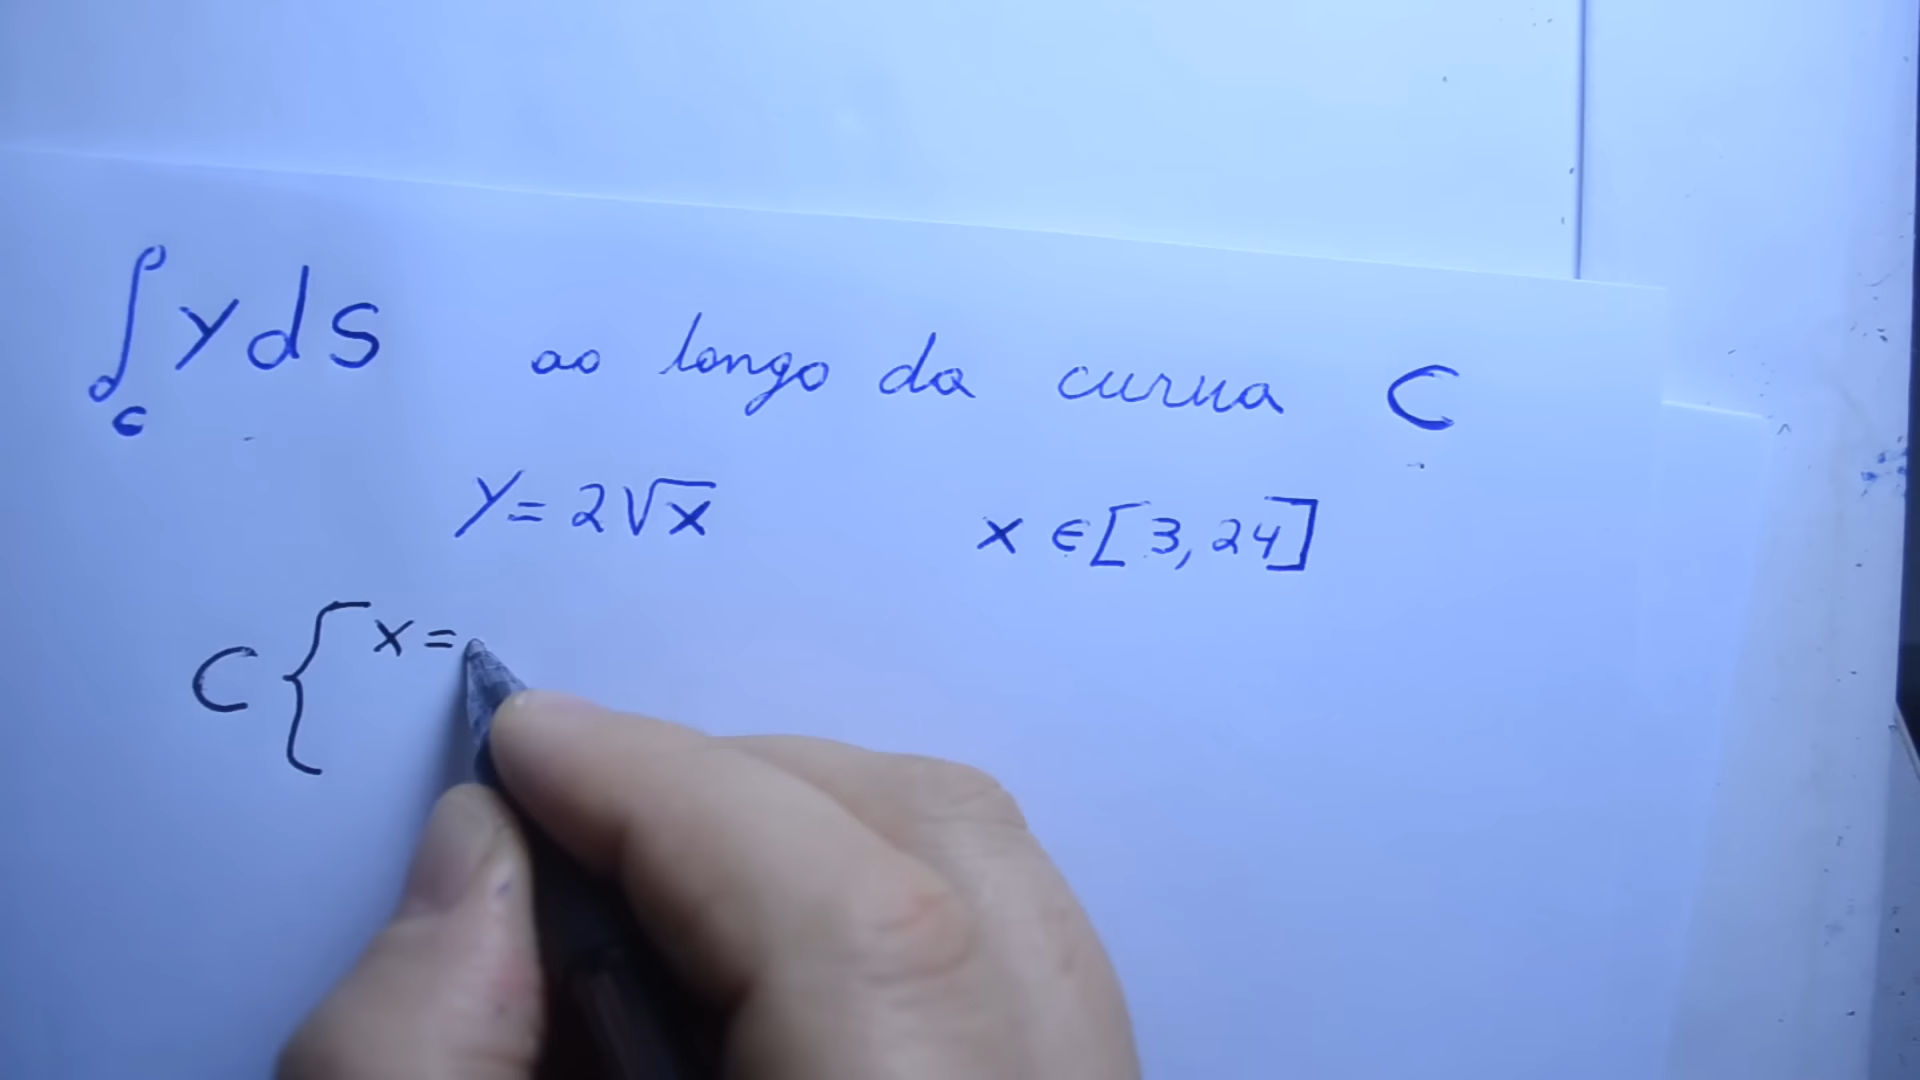 ∫_C y ds ao longo da curva C
y = 2√x x ∈ [3, 24]
C { x =